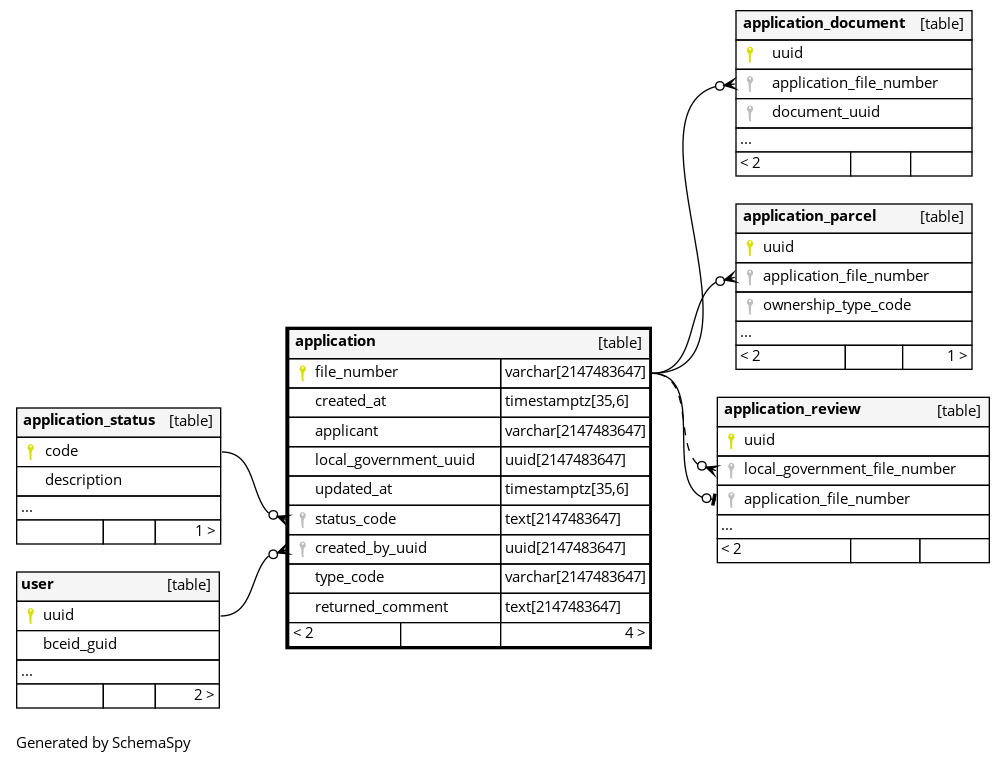 application_document [table]
uuid
application_file_number
document_uuid
...
< 2
application_parcel [table]
uuid
application_file_number
ownership_type_code
...
< 2 1 >
application [table]
file_number varchar[2147483647]
created_at timestamptz[35,6]
applicant varchar[2147483647]
local_government_uuid uuid[2147483647]
updated_at timestamptz[35,6]
status_code text[2147483647]
created_by_uuid uuid[2147483647]
type_code varchar[2147483647]
returned_comment text[2147483647]
< 2 4 >
application_review [table]
uuid
local_government_file_number
application_file_number
...
< 2
application_status [table]
code
description
...
1 >
user [table]
uuid
bceid_guid
...
2 >
Generated by SchemaSpy